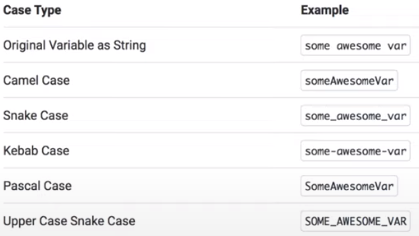 Case Type Example
Original Variable as String some awesome var
Camel Case someAwesomeVar
Snake Case some_awesome_var
Kebab Case some-awesome-var
Pascal Case SomeAwesomeVar
Upper Case Snake Case SOME_AWESOME_VAR